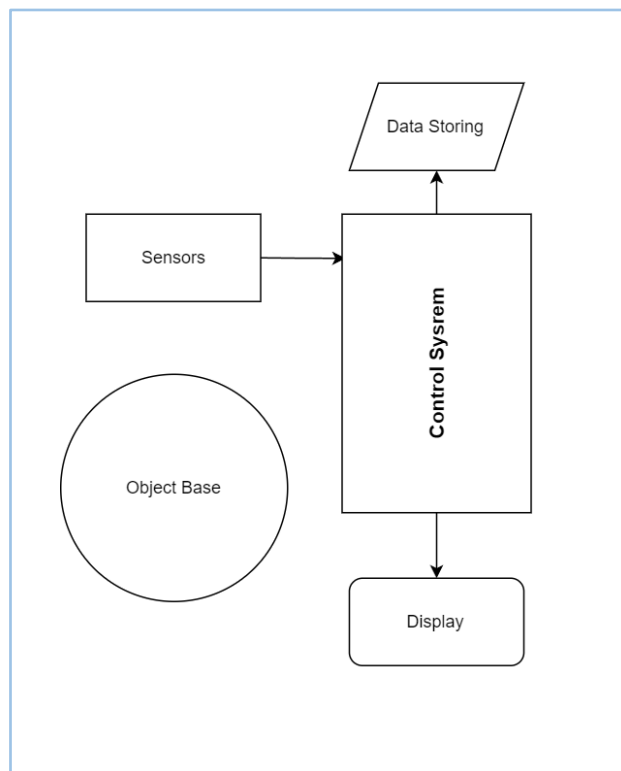 Data Storing
Sensors
Control Sysrem
Object Base
Display